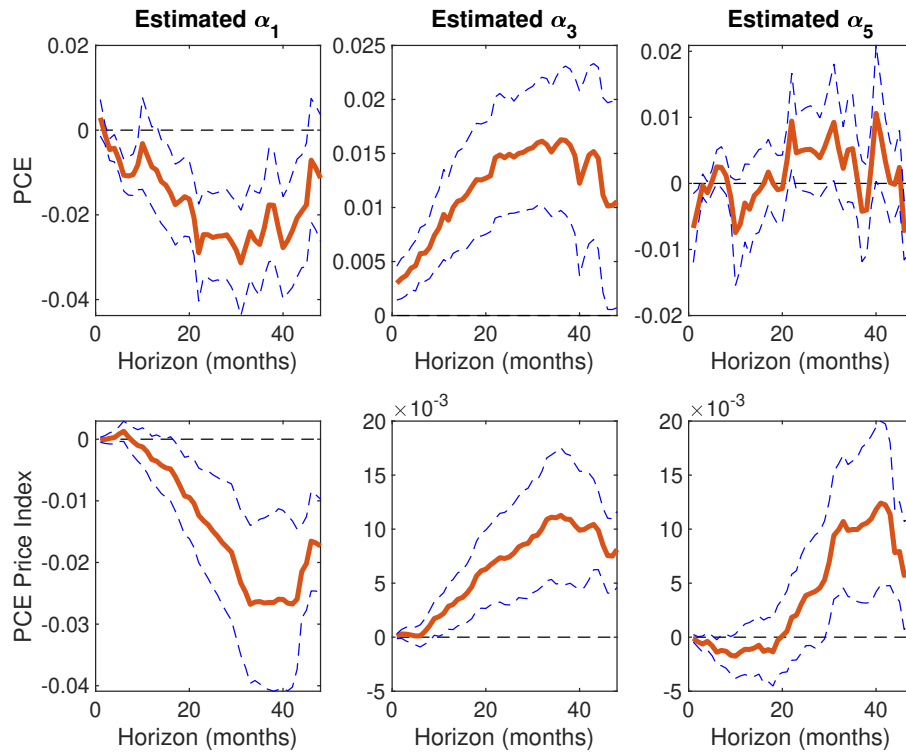 Estimated α1 Estimated α3 Estimated α5
PCE
0.02
0
-0.02
-0.04
0 20 40
Horizon (months)
0.025
0.02
0.015
0.01
0.005
0
0 20 40
Horizon (months)
0.02
0.01
0
-0.01
-0.02
0 20 40
Horizon (months)
PCE Price Index
0
-0.01
-0.02
-0.03
-0.04
0 20 40
Horizon (months)
×10-3
20
15
10
5
0
-5
0 20 40
Horizon (months)
×10-3
20
15
10
5
0
-5
0 20 40
Horizon (months)